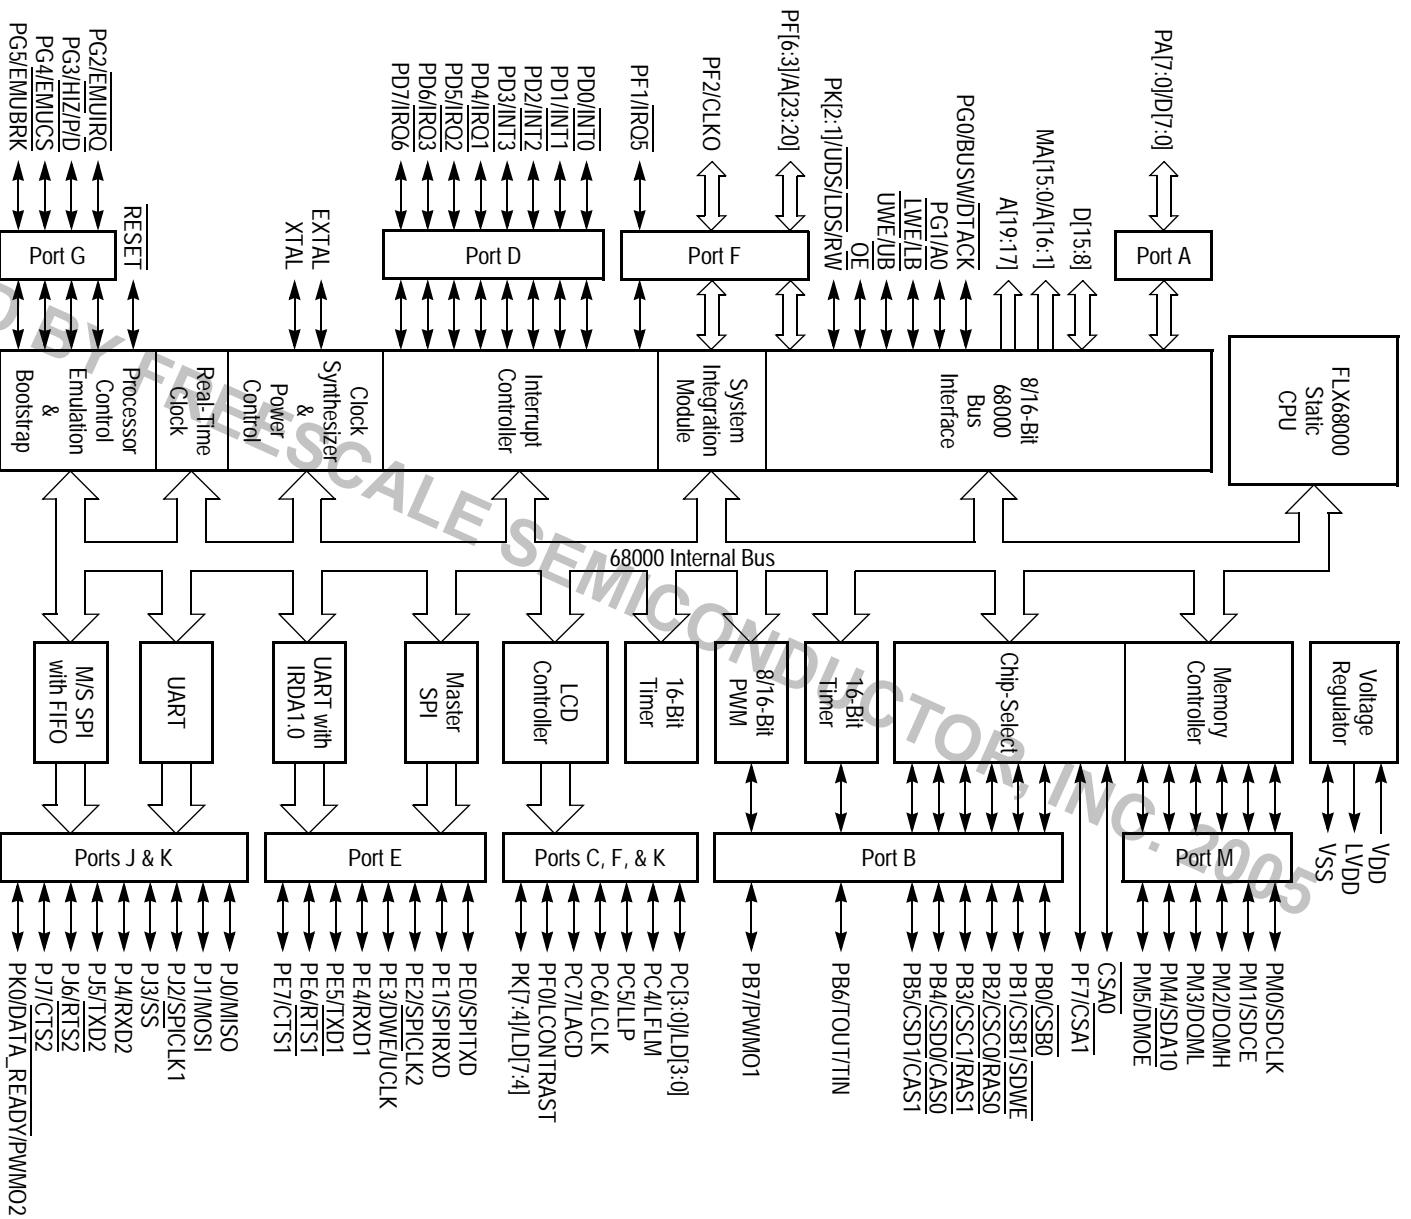 PG5/EMUBRK
PG4/EMUCS
PG3/HIZ/P/D
PG2/EMUIRQ
RESET
XTAL
EXTAL
PD7/IRQ6
PD6/IRQ3
PD5/IRQ2
PD4/IRQ1
PD3/INT3
PD2/INT2
PD1/INT1
PD0/INT0
PF1/IRQ5
PF2/CLKO
PF[6:3]/A[23:20]
PK[2:1]/UDS/LDS/RW
OE
UWE/UB
LWE/LB
PG1/A0
PG0/BUSW/DTACK
A[19:17]
MA[15:0/A[16:1]
D[15:8]
PA[7:0]/D[7:0]
Port G
Port D
Port F
Port A
Processor
Control
Emulation
&
Bootstrap
Real-Time
Clock
Clock
Synthesizer
&
Power
Control
Interrupt
Controller
System
Integration
Module
8/16-Bit
68000
Bus
Interface
FLX68000
Static
CPU
68000 Internal Bus
M/S SPI
with FIFO
UART
UART with
IRDA1.0
Master
SPI
LCD
Controller
16-Bit
Timer
8/16-Bit
PWM
16-Bit
Timer
Chip-Select
Memory
Controller
Voltage
Regulator
VSS
LVDD
VDD
Ports J & K
Port E
Ports C, F, & K
Port B
Port M
PK0/DATA_READY/PWMO2
PJ7/CTS2
PJ6/RTS2
PJ5/TXD2
PJ4/RXD2
PJ3/SS
PJ2/SPICLK1
PJ1/MOSI
PJ0/MISO
PE7/CTS1
PE6/RTS1
PE5/TXD1
PE4/RXD1
PE3/DWE/UCLK
PE2/SPICLK2
PE1/SPIRXD
PE0/SPITXD
PK[7:4]/LD[7:4]
PF0/LCONTRAST
PC7/LACD
PC6/LCLK
PC5/LLP
PC4/LFLM
PC[3:0]/LD[3:0]
PB7/PWMO1
PB6/TOUT/TIN
PB5/CSD1/CAS1
PB4/CSD0/CAS0
PB3/CSC1/RAS1
PB2/CSC0/RAS0
PB1/CSB1/SDWE
PB0/CSB0
PF7/CSA1
CSA0
PM5/DMOE
PM4/SDA10
PM3/DQML
PM2/DQMH
PM1/SDCE
PM0/SDCLK
D BY FREESCALE SEMICONDUCTOR, INC. 2005